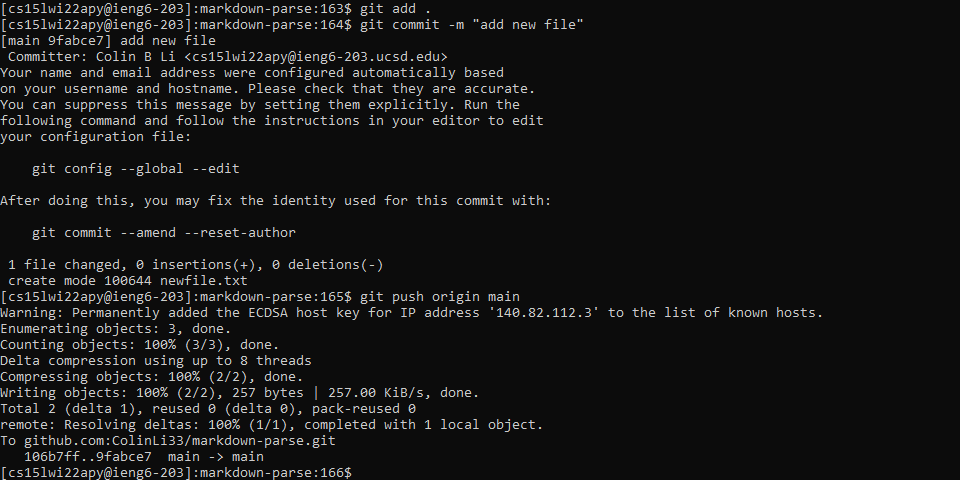 [cs15lwi22apy@ieng6-203]:markdown-parse:163$ git add .
[cs15lwi22apy@ieng6-203]:markdown-parse:164$ git commit -m "add new file"
[main 9fabce7] add new file
 Committer: Colin B Li <cs15lwi22apy@ieng6-203.ucsd.edu>
Your name and email address were configured automatically based
on your username and hostname. Please check that they are accurate.
You can suppress this message by setting them explicitly. Run the
following command and follow the instructions in your editor to edit
your configuration file:

    git config --global --edit

After doing this, you may fix the identity used for this commit with:

    git commit --amend --reset-author

 1 file changed, 0 insertions(+), 0 deletions(-)
 create mode 100644 newfile.txt
[cs15lwi22apy@ieng6-203]:markdown-parse:165$ git push origin main
Warning: Permanently added the ECDSA host key for IP address '140.82.112.3' to the list of known hosts.
Enumerating objects: 3, done.
Counting objects: 100% (3/3), done.
Delta compression using up to 8 threads
Compressing objects: 100% (2/2), done.
Writing objects: 100% (2/2), 257 bytes | 257.00 KiB/s, done.
Total 2 (delta 1), reused 0 (delta 0), pack-reused 0
remote: Resolving deltas: 100% (1/1), completed with 1 local object.
To github.com:ColinLi33/markdown-parse.git
   106b7ff..9fabce7  main -> main
[cs15lwi22apy@ieng6-203]:markdown-parse:166$